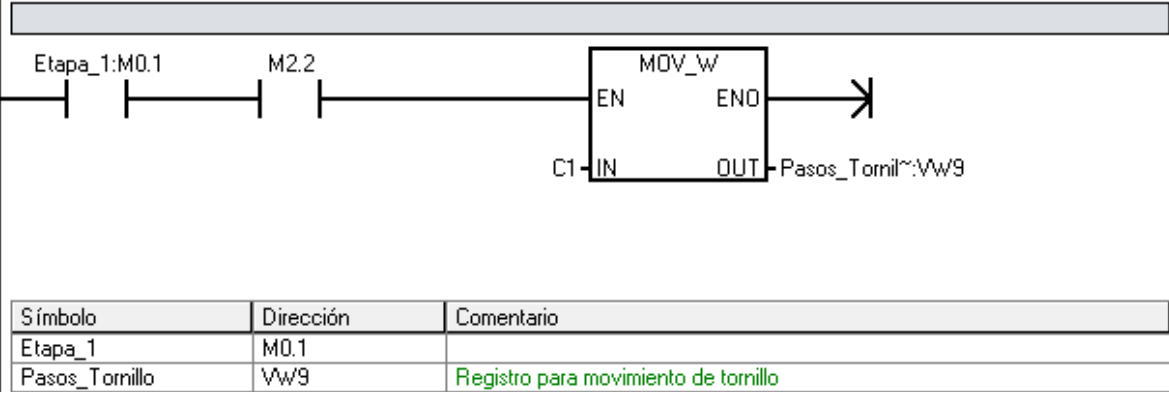 Etapa_1:M0.1 M2.2 MOV_W
EN ENO
C1 IN OUT Pasos_Tornil~:VW9
Símbolo Dirección Comentario
Etapa_1 M0.1
Pasos_Tornillo VW9 Registro para movimiento de tornillo